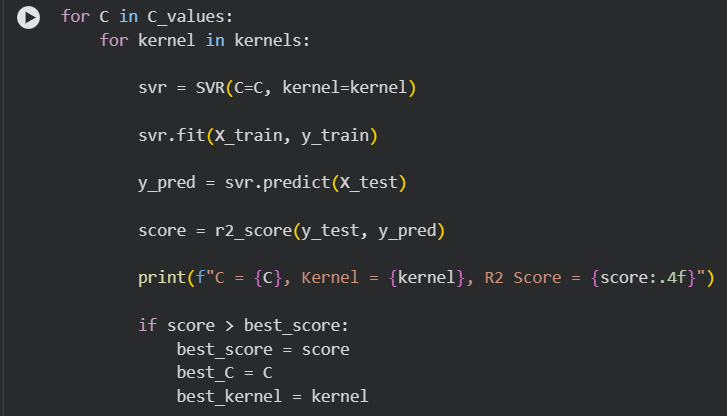 for C in C_values:
    for kernel in kernels:
        svr = SVR(C=C, kernel=kernel)
        svr.fit(X_train, y_train)
        y_pred = svr.predict(X_test)
        score = r2_score(y_test, y_pred)
        print(f"C = {C}, Kernel = {kernel}, R2 Score = {score:.4f}")
        if score > best_score:
            best_score = score
            best_C = C
            best_kernel = kernel